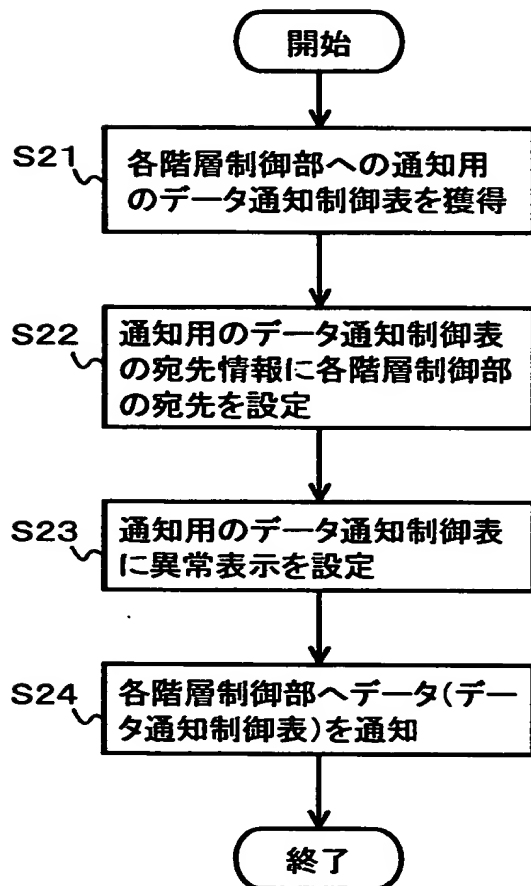 開始
S21
各階層制御部への通知用
のデータ通知制御表を獲得
S22
通知用のデータ通知制御表
の宛先情報に各階層制御部
の宛先を設定
S23
通知用のデータ通知制御表
に異常表示を設定
S24
各階層制御部へデータ(デー
タ通知制御表)を通知
終了